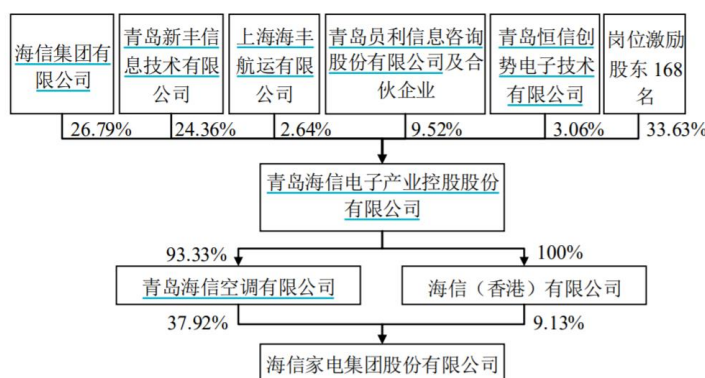 海信集团有
限公司
青岛新丰信
息技术有限
公司
上海海丰
航运有限
公司
青岛员利信息咨询
股份有限公司及合
伙企业
青岛恒信创
势电子技术
有限公司
岗位激励
股东 168
名
26.79%
24.36%
2.64%
9.52%
3.06%
33.63%
青岛海信电子产业控股股份
有限公司
93.33%
100%
青岛海信空调有限公司
海信（香港）有限公司
37.92%
9.13%
海信家电集团股份有限公司